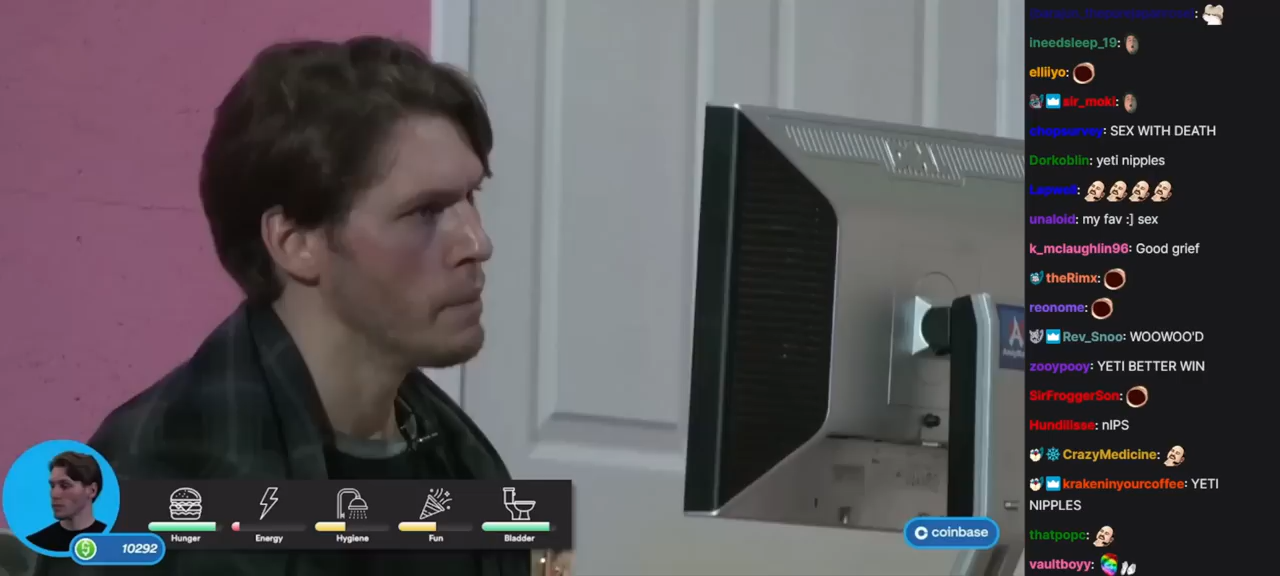 ineedsleep_19:
elliiyo:
sir_moki:
chopsurvey: SEX WITH DEATH
Dorkoblin: yeti nipples
Lapwell:
unaloid: my fav :] sex
k_mclaughlin96: Good grief
theRimx:
reonome:
Rev_Snoo: WOOWOO'D
zooypooy: YETI BETTER WIN
SirFroggerSon:
Hundilisse: nIPS
CrazyMedicine:
krakeninyourcoffee: YETI
NIPPLES
thatpopc:
vaultboyy:
Hunger
Energy
Hygiene
Fun
Bladder
10292
coinbase